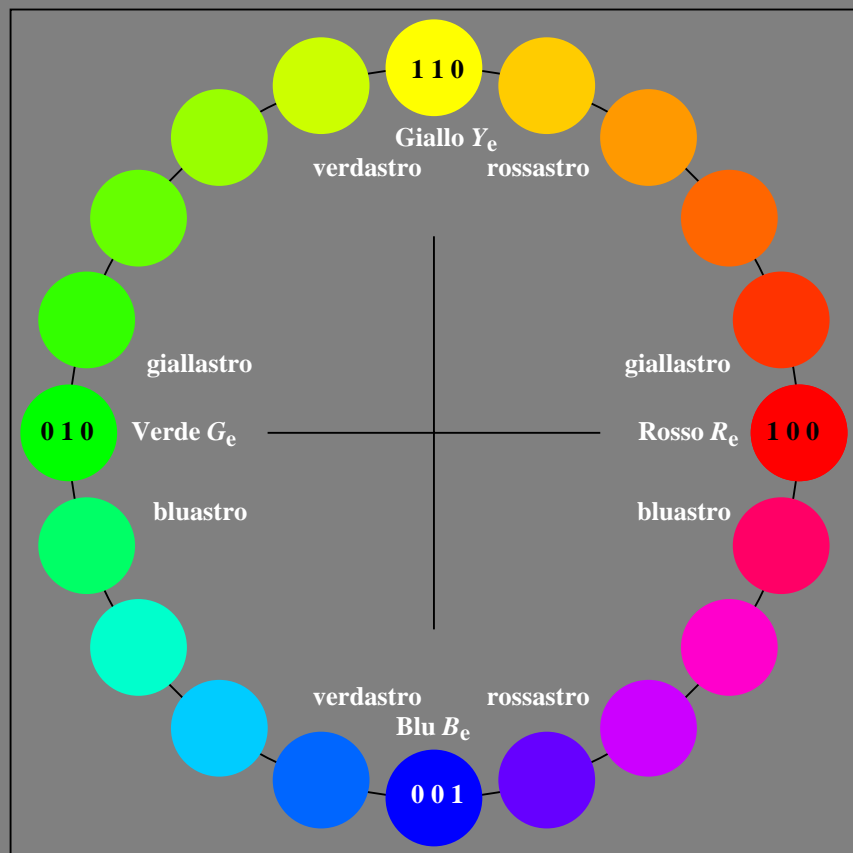 1 1 0
Giallo Ye
verdastro rossastro
giallastro giallastro
0 1 0 Verde Ge Rosso Re 1 0 0
bluastro bluastro
verdastro rossastro
Blu Be
0 0 1